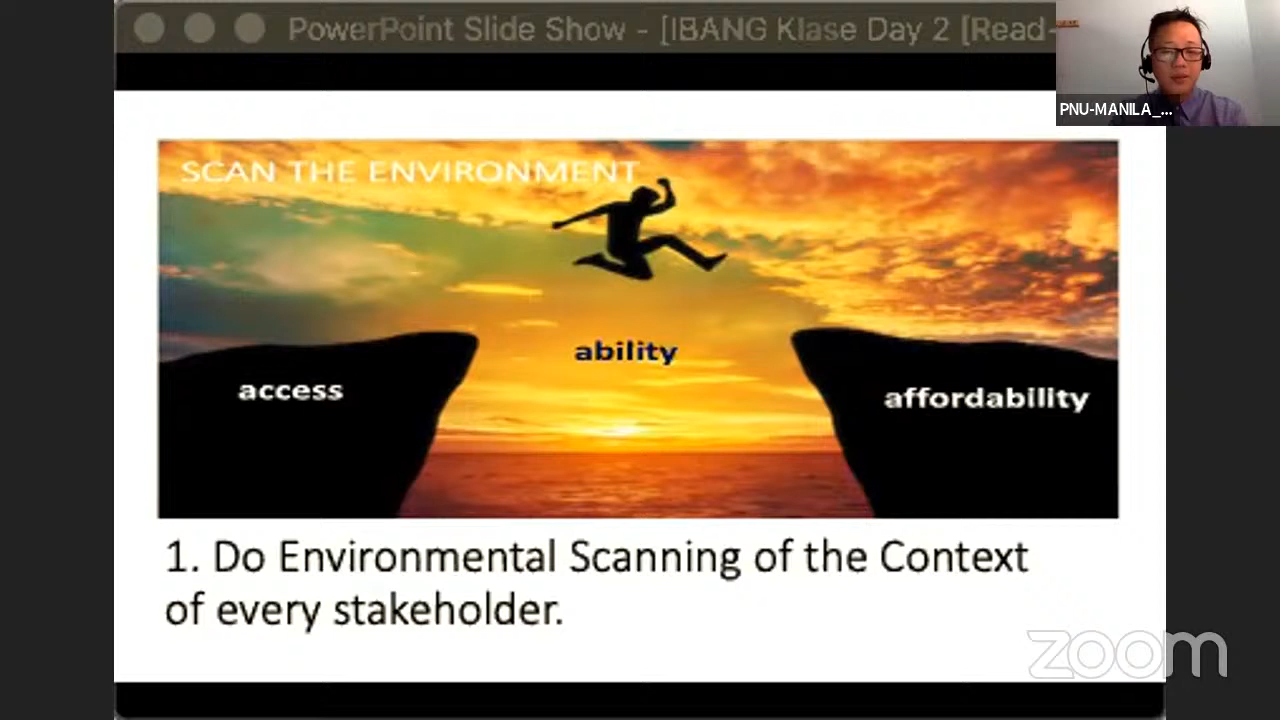 PowerPoint Slide Show - [IBANG Klase Day 2 [Read-
PNU-MANILA_...
SCAN THE ENVIRONMENT
ability
access
affordability
1. Do Environmental Scanning of the Context
of every stakeholder.
zoom